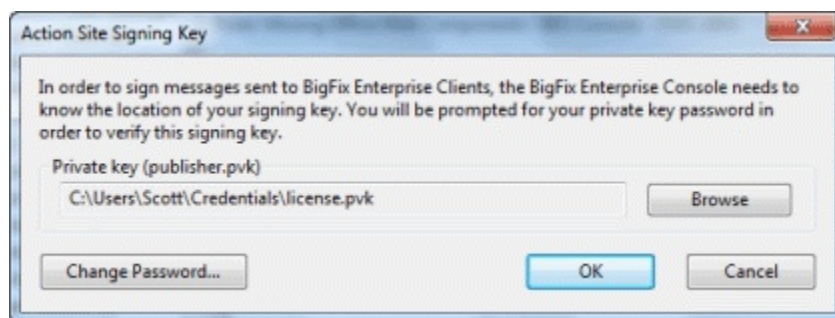 Action Site Signing Key
In order to sign messages sent to BigFix Enterprise Clients, the BigFix Enterprise Console needs to
know the location of your signing key. You will be prompted for your private key password in
order to verify this signing key.
Private key (publisher.pvk)
C:\Users\Scott\Credentials\license.pvk
Browse
Change Password...
OK
Cancel